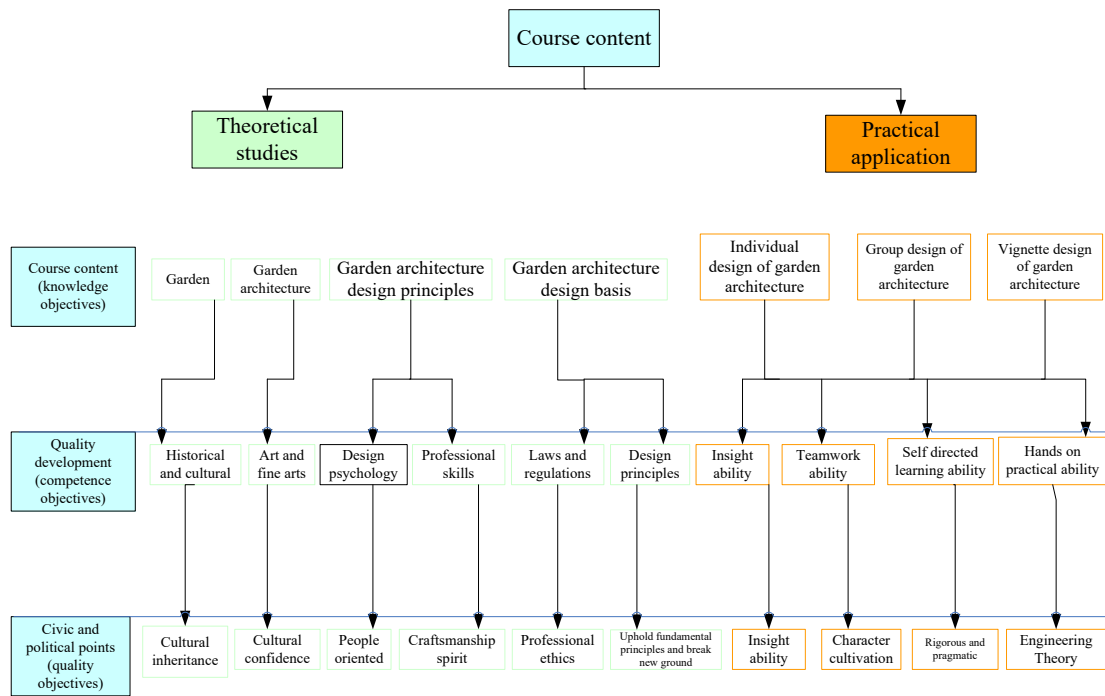 Course content
Theoretical
studies
Practical
application
Course content
(knowledge
objectives)
Garden
Garden
architecture
Garden architecture
design principles
Garden architecture
design basis
Individual
design of garden
architecture
Group design of
garden
architecture
Vignette design
of garden
architecture
Quality
development
(competence
objectives)
Historical
and cultural
Art and
fine arts
Design
psychology
Professional
skills
Laws and
regulations
Design
principles
Insight
ability
Teamwork
ability
Self directed
learning ability
Hands on
practical ability
Civic and
political points
(quality
objectives)
Cultural
inheritance
Cultural
confidence
People
oriented
Craftsmanship
spirit
Professional
ethics
Uphold fundamental
principles and break
new ground
Insight
ability
Character
cultivation
Rigorous and
pragmatic
Engineering
Theory